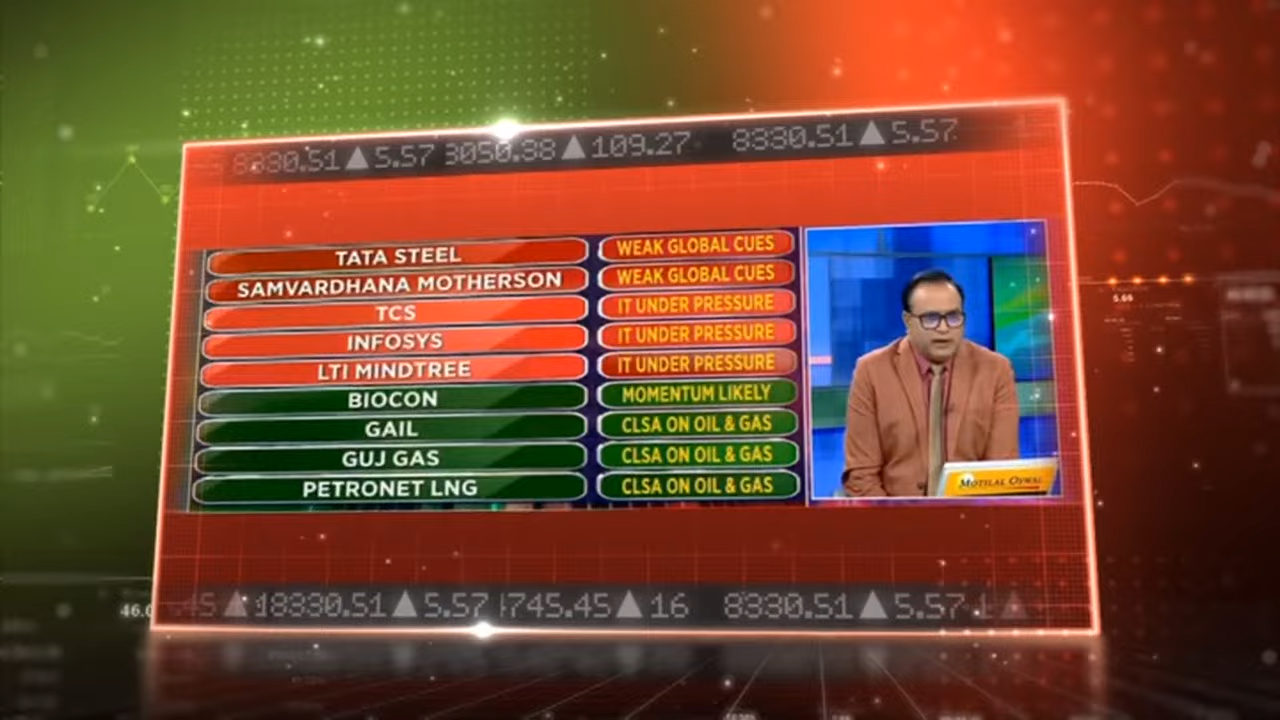 8330.51 ▲ 5.57 3050.38 ▲ 109.27 8330.51 ▲ 5.57
TATA STEEL WEAK GLOBAL CUES
SAMVARDHANA MOTHERSON WEAK GLOBAL CUES
TCS IT UNDER PRESSURE
INFOSYS IT UNDER PRESSURE
LTI MINDTREE IT UNDER PRESSURE
BIOCON MOMENTUM LIKELY
GAIL CLSA ON OIL & GAS
GUJ GAS CLSA ON OIL & GAS
PETRONET LNG CLSA ON OIL & GAS
MOTILAL OSWAL
5.66
45 ▲ 18330.51 ▲ 5.57 745.45 ▲ 16 8330.51 ▲ 5.57